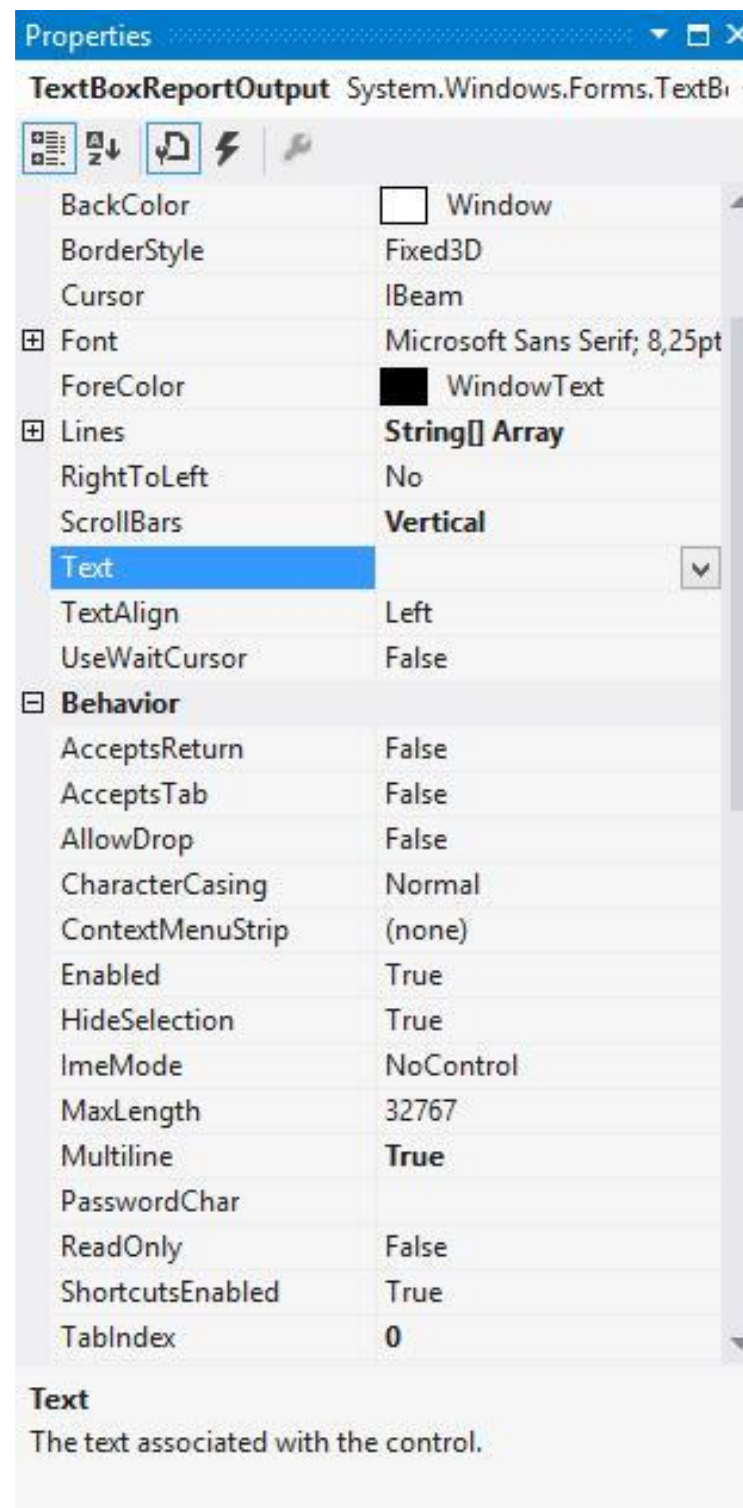 Properties
TextBoxReportOutput System.Windows.Forms.TextB
BackColor Window
BorderStyle Fixed3D
Cursor IBeam
Font Microsoft Sans Serif; 8,25pt
ForeColor WindowText
Lines String[] Array
RightToLeft No
ScrollBars Vertical
Text
TextAlign Left
UseWaitCursor False
Behavior
AcceptsReturn False
AcceptsTab False
AllowDrop False
CharacterCasing Normal
ContextMenuStrip (none)
Enabled True
HideSelection True
ImeMode NoControl
MaxLength 32767
Multiline True
PasswordChar
ReadOnly False
ShortcutsEnabled True
TabIndex 0
Text
The text associated with the control.